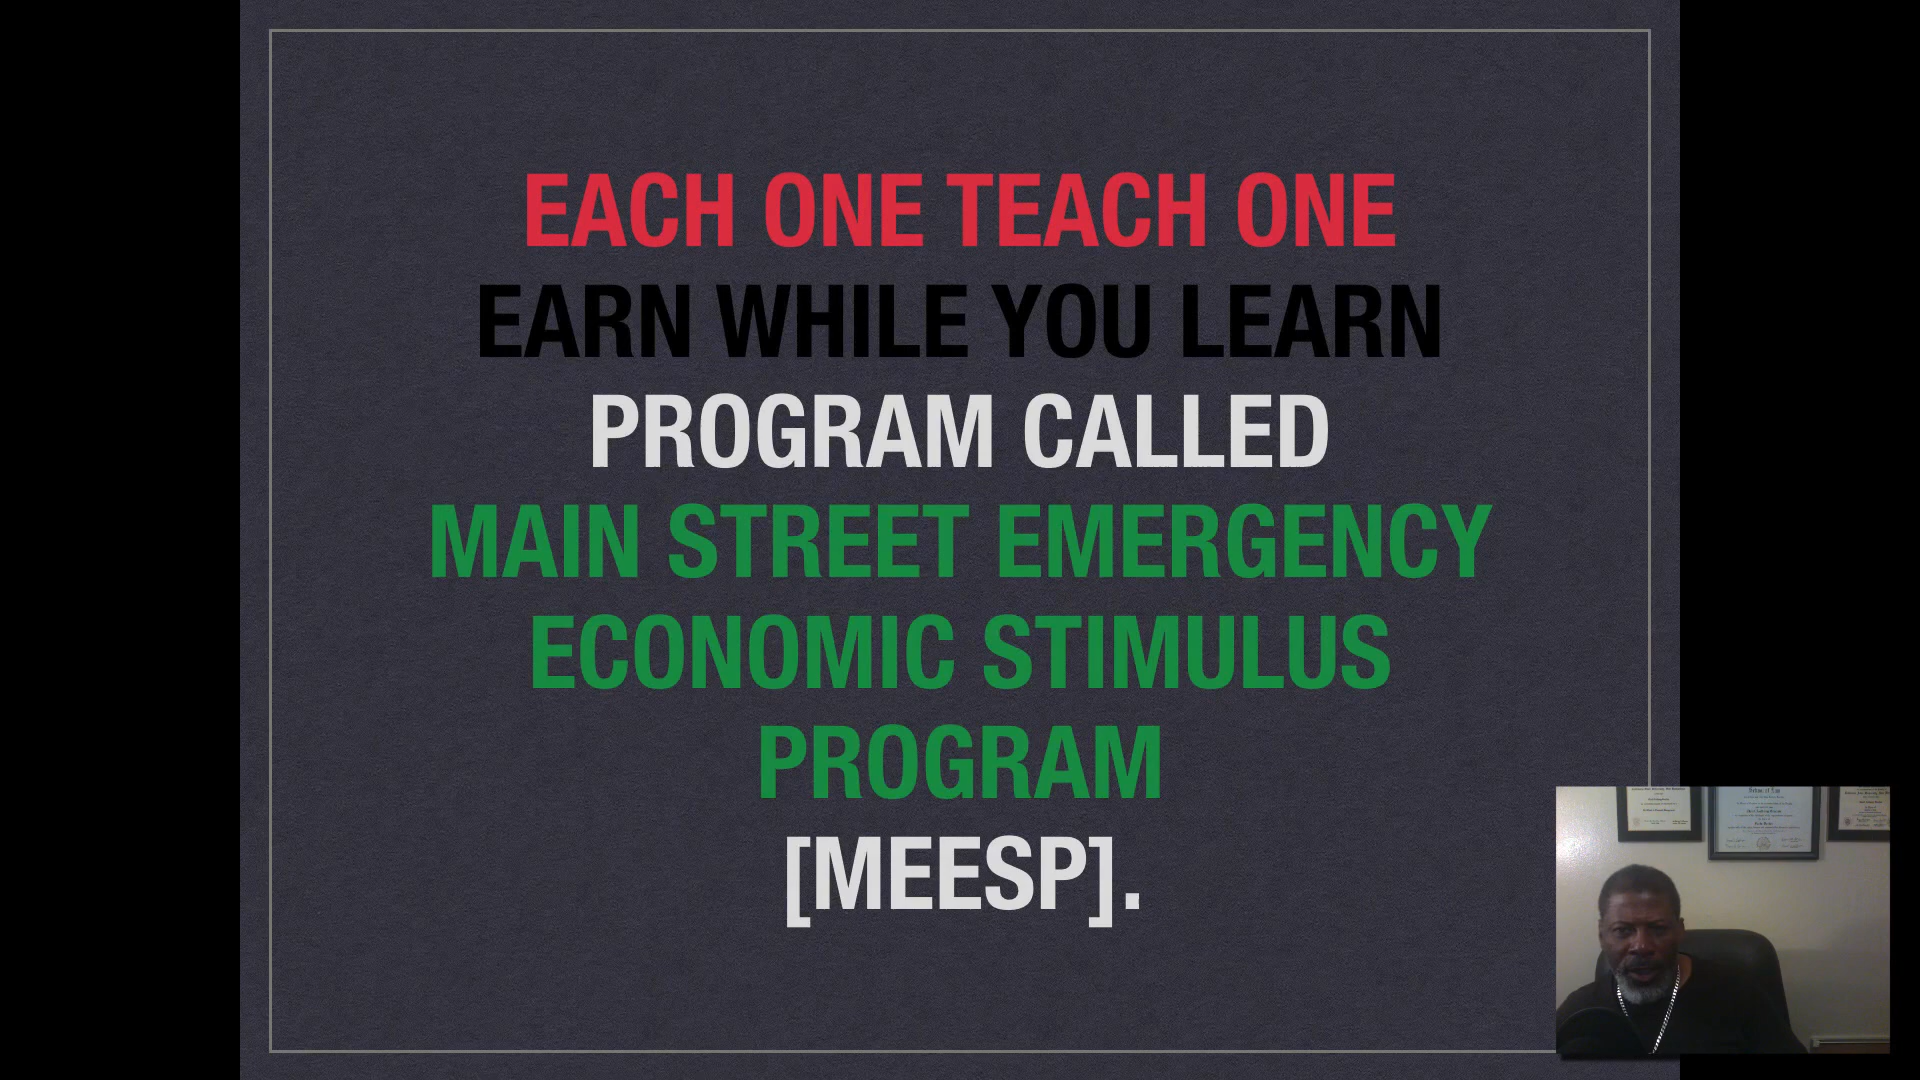 EACH ONE TEACH ONE
EARN WHILE YOU LEARN
PROGRAM CALLED
MAIN STREET EMERGENCY
ECONOMIC STIMULUS
PROGRAM
[MEESP].